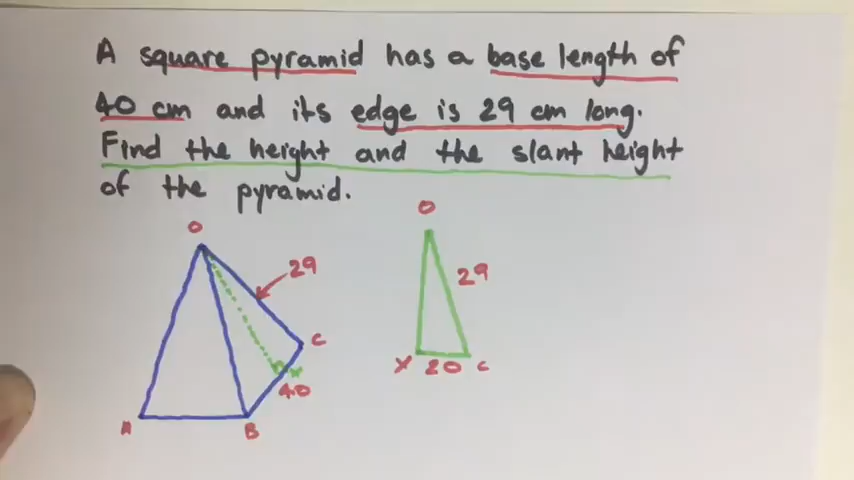 A square pyramid has a base length of
40 cm and its edge is 29 cm long.
Find the height and the slant height
of the pyramid.
O
29
C
X
40
A
B
O
29
X 20 C